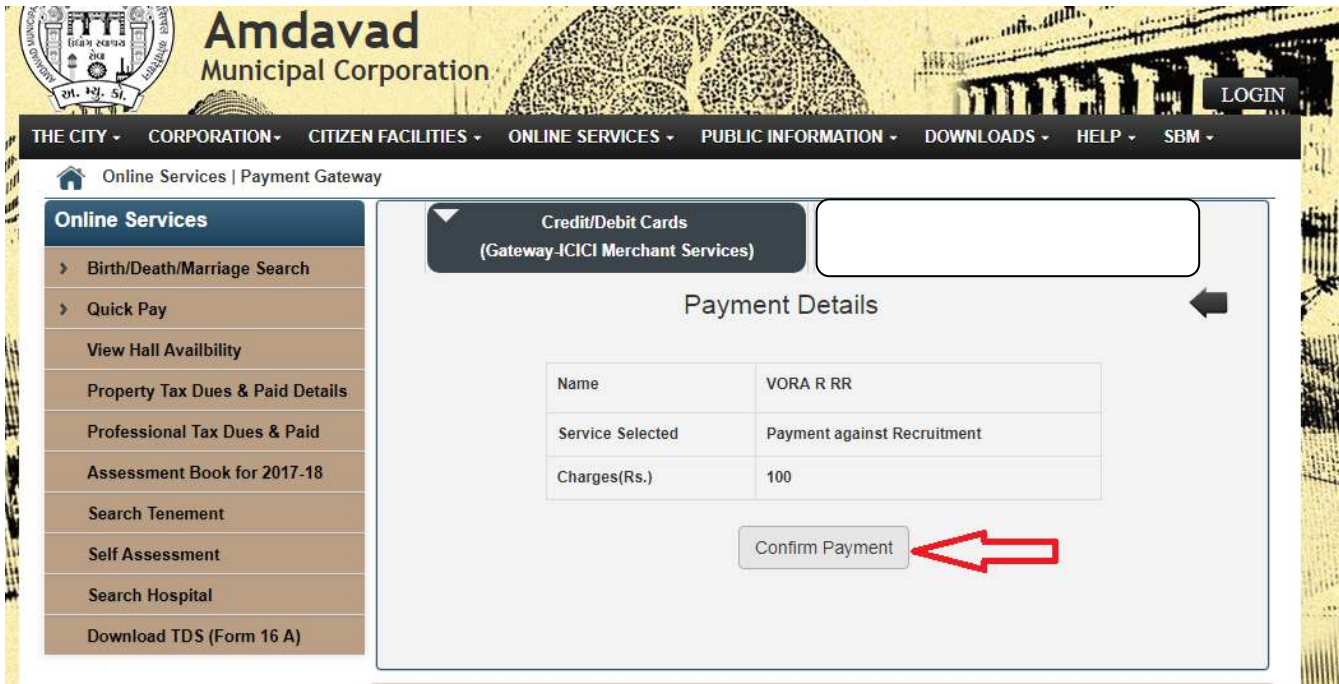 ઉદ્યોગ સ્વાશ્રય
સેવા
અ. મ્યુ. કૉ.
Amdavad
Municipal Corporation
LOGIN
THE CITY CORPORATION CITIZEN FACILITIES ONLINE SERVICES PUBLIC INFORMATION DOWNLOADS HELP SBM
Online Services | Payment Gateway
Online Services
Birth/Death/Marriage Search
Quick Pay
View Hall Availbility
Property Tax Dues & Paid Details
Professional Tax Dues & Paid
Assessment Book for 2017-18
Search Tenement
Self Assessment
Search Hospital
Download TDS (Form 16 A)
Credit/Debit Cards
(Gateway-ICICI Merchant Services)
Payment Details
Name VORA R RR
Service Selected Payment against Recruitment
Charges(Rs.) 100
Confirm Payment